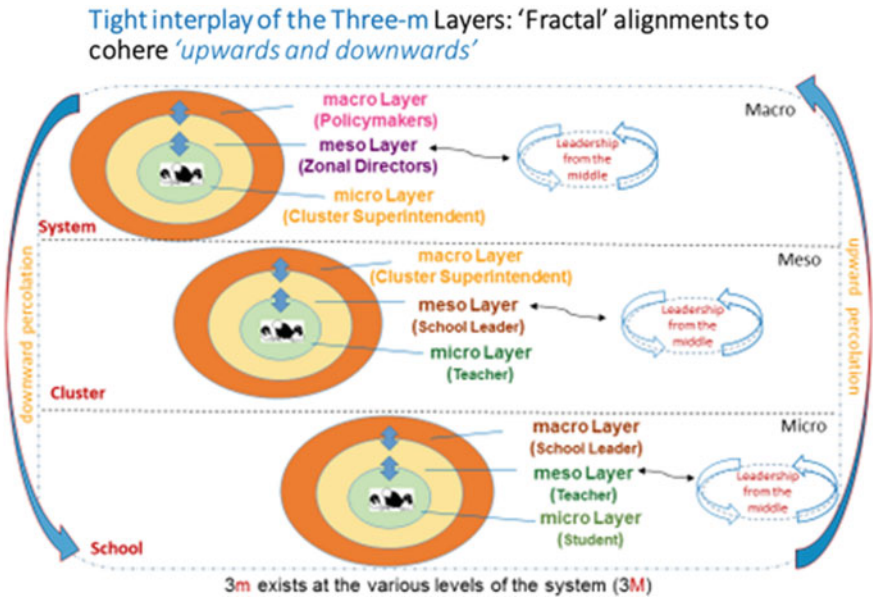 Tight interplay of the Three-m Layers: ‘Fractal’ alignments to
cohere ‘upwards and downwards’
Macro
macro Layer
(Policymakers)
meso Layer
(Zonal Directors)
micro Layer
(Cluster Superintendent)
Leadership
from the
middle
System
Meso
macro Layer
(Cluster Superintendent)
meso Layer
(School Leader)
micro Layer
(Teacher)
Leadership
from the
middle
Cluster
Micro
macro Layer
(School Leader)
meso Layer
(Teacher)
micro Layer
(Student)
Leadership
from the
middle
School
downward percolation
upward percolation
3m exists at the various levels of the system (3M)